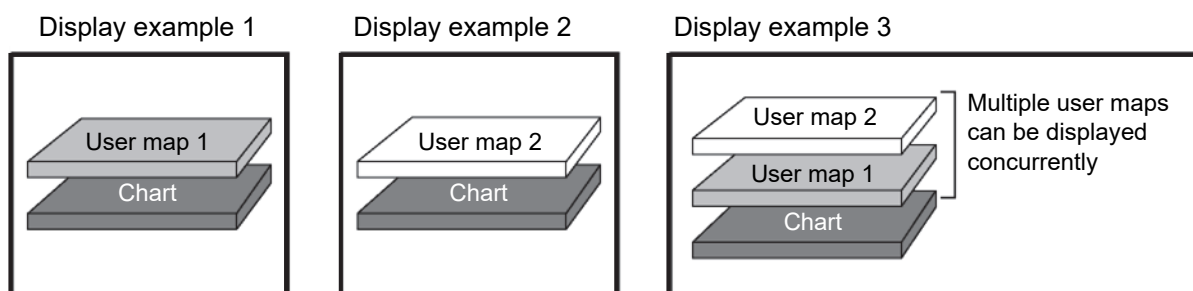 Display example 1
User map 1
Chart
Display example 2
User map 2
Chart
Display example 3
User map 2
User map 1
Chart
Multiple user maps
can be displayed
concurrently